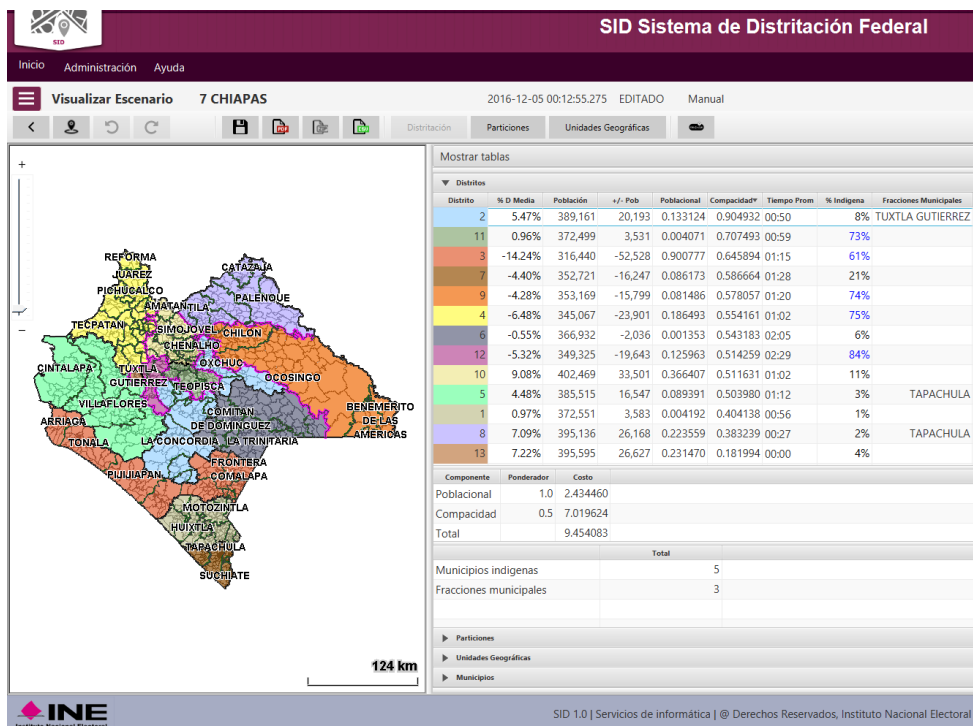 SID
SID Sistema de Distritación Federal
Inicio Administración Ayuda
Visualizar Escenario 7 CHIAPAS 2016-12-05 00:12:55.275 EDITADO Manual
Distritación Particiones Unidades Geográficas
Mostrar tablas
Distritos
Distrito % D Media Población +/- Pob Poblacional Compacidad▼ Tiempo Prom % Indigena Fracciones Municipales
2 5.47% 389,161 20,193 0.133124 0.904932 00:50 8% TUXTLA GUTIERREZ
11 0.96% 372,499 3,531 0.004071 0.707493 00:59 73%
3 -14.24% 316,440 -52,528 0.900777 0.645894 01:15 61%
7 -4.40% 352,721 -16,247 0.086173 0.586664 01:28 21%
9 -4.28% 353,169 -15,799 0.081486 0.578057 01:20 74%
4 -6.48% 345,067 -23,901 0.186493 0.554161 01:02 75%
6 -0.55% 366,932 -2,036 0.001353 0.543183 02:05 6%
12 -5.32% 349,325 -19,643 0.125963 0.514259 02:29 84%
10 9.08% 402,469 33,501 0.366407 0.511631 01:02 11%
5 4.48% 385,515 16,547 0.089391 0.503980 01:12 3% TAPACHULA
1 0.97% 372,551 3,583 0.004192 0.404138 00:56 1%
8 7.09% 395,136 26,168 0.223559 0.383239 00:27 2% TAPACHULA
13 7.22% 395,595 26,627 0.231470 0.181994 00:00 4%
Componente Ponderador Costo
Poblacional 1.0 2.434460
Compacidad 0.5 7.019624
Total 9.454083
Total
Municipios indigenas 5
Fracciones municipales 3
Particiones
Unidades Geográficas
Municipios
+
−
REFORMA
CATAZAJA
JUAREZ
PICHUCALCO
PALENQUE
AMATAN
TILA
TECPATAN
SIMOJOVEL
CHILON
CHENALHO
OXCHUC
CINTALAPA
TUXTLA
GUTIERREZ
TEOPISCA
OCOSINGO
VILLAFLORES
COMITAN
DE DOMINGUEZ
BENEMERITO
DE LAS
AMERICAS
ARRIAGA
TONALA
LA CONCORDIA
LA TRINITARIA
FRONTERA
COMALAPA
PIJIJIAPAN
MOTOZINTLA
HUIXTLA
TAPACHULA
SUCHIATE
124 km
INE
Instituto Nacional Electoral
SID 1.0 | Servicios de informática | @ Derechos Reservados, Instituto Nacional Electoral